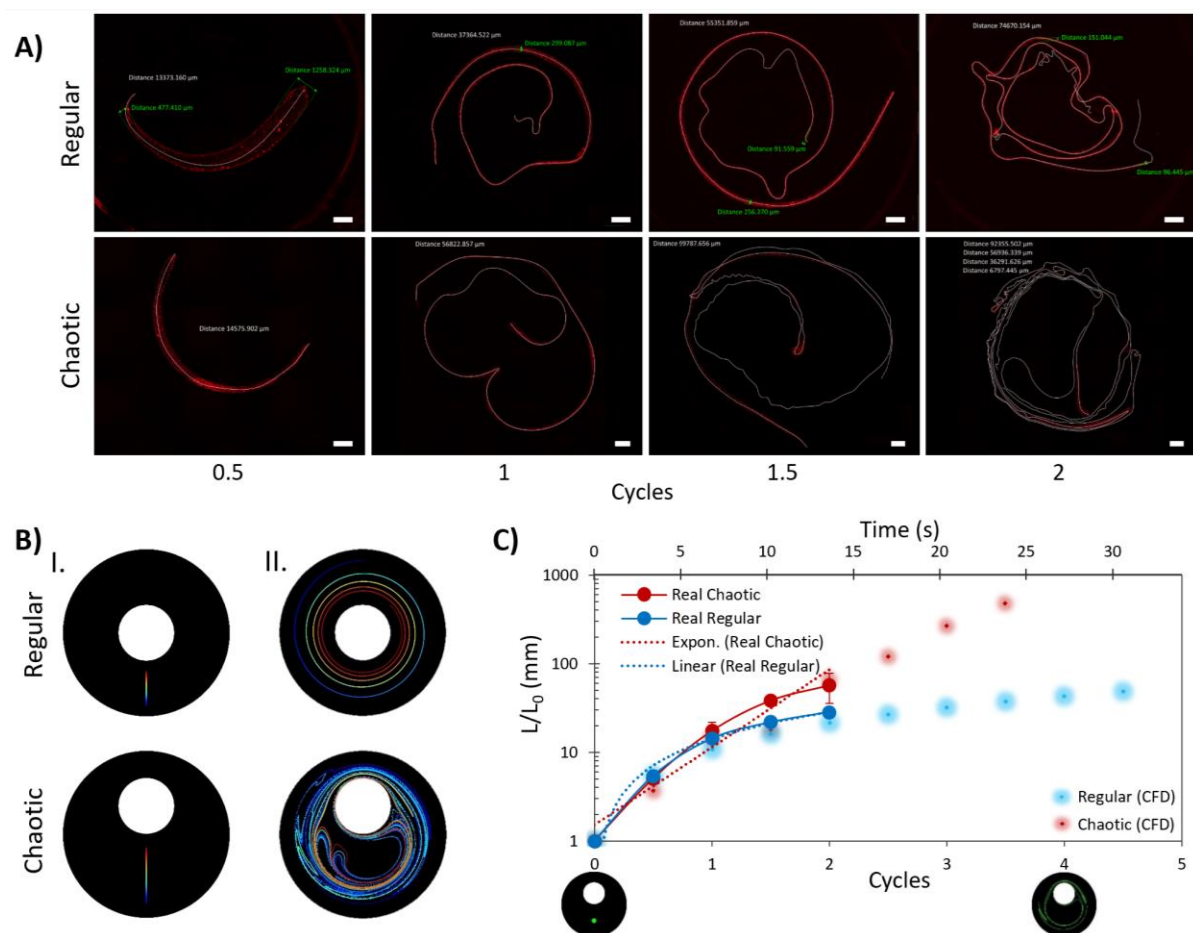 A)
Regular
Distance 13373.160 µm
Distance 1258.324 µm
Distance 477.410 µm
37364.522 µm
Distance 239.087 µm
Distance 55351.859 µm
Distance 91.559 µm
Distance 256.370 µm
Distance 74670.154 µm
Distance 151.044 µm
Distance 96.445 µm
Chaotic
Distance 14575.902 µm
Distance 56822.857 µm
Distance 99787.656 µm
Distance 92355.502 µm
Distance 56936.339 µm
Distance 36291.626 µm
Distance 6797.445 µm
0.5
1
1.5
2
Cycles
B)
I.
II.
Regular
Chaotic
C)
Time (s)
0 5 10 15 20 25 30
L/L0 (mm)
1000
100
10
1
Real Chaotic
Real Regular
Expon. (Real Chaotic)
Linear (Real Regular)
Regular (CFD)
Chaotic (CFD)
0 1 2 3 4 5
Cycles